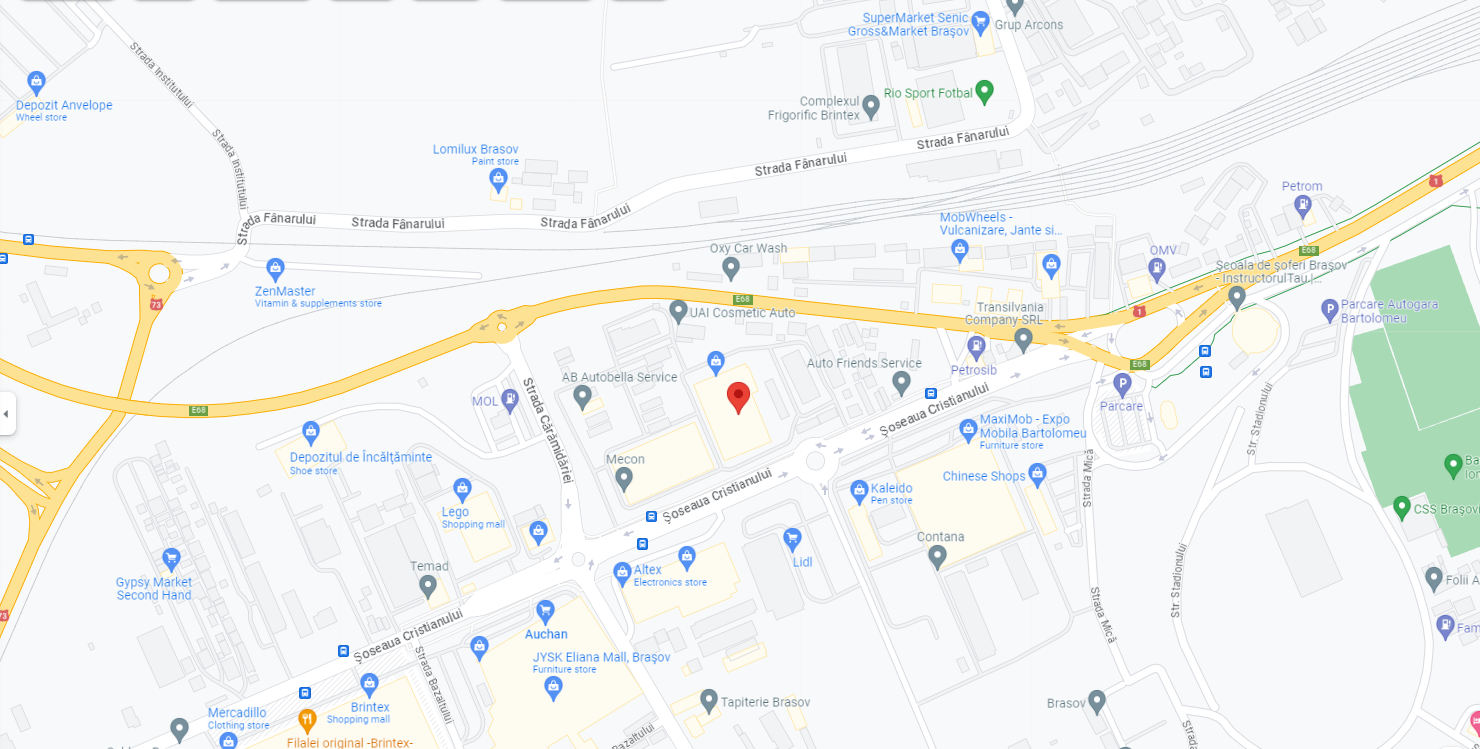 SuperMarket Senic
Gross&Market Brașov
Grup Arcons
Strada Institutului
Depozit Anvelope
Wheel store
Rio Sport Fotbal
Complexul
Frigorific Brintex
Strada Fânarului
Strada Fânarului
Strada Institutului
Lomilux Brasov
Paint store
1
Petrom
Strada Fânarului
Strada Fânarului
Strada Fânarului
MobWheels -
Vulcanizare, Jante si...
Oxy Car Wash
OMV
E68
ZenMaster
Vitamin & supplements store
73
Școala de șoferi Brașov
- InstructorulTau |...
E68
UAI Cosmetic Auto
Transilvania
Company SRL
1
P
Parcare Autogara
Bartolomeu
Petrosib
E68
Auto Friends Service
AB Autobella Service
MOL
Strada Cărămidăriei
E68
P
Parcare
Șoseaua Cristianului
Str. Stadionului
MaxiMob - Expo
Mobila Bartolomeu
Furniture store
Depozitul de Încălțăminte
Shoe store
Mecon
Chinese Shops
Kaleido
Pen store
Strada Mică
Șoseaua Cristianului
Lego
Shopping mall
CSS Brașov
Contana
Lidl
Altex
Electronics store
Temad
Gypsy Market
Second Hand
Str. Stadionului
Folii A
73
Strada Mică
Șoseaua Cristianului
Auchan
Fam
JYSK Eliana Mall, Brașov
Furniture store
Strada Bazaltului
Brintex
Shopping mall
Tapiterie Brasov
Brasov
Mercadillo
Clothing store
Filalei original -Brintex-
Bazaltului
Strada